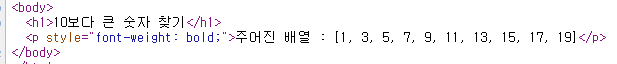 <body>
<h1>10보다 큰 숫자 찾기</h1>
<p style="font-weight: bold;">주어진 배열 : [1, 3, 5, 7, 9, 11, 13, 15, 17, 19]</p>
</body>